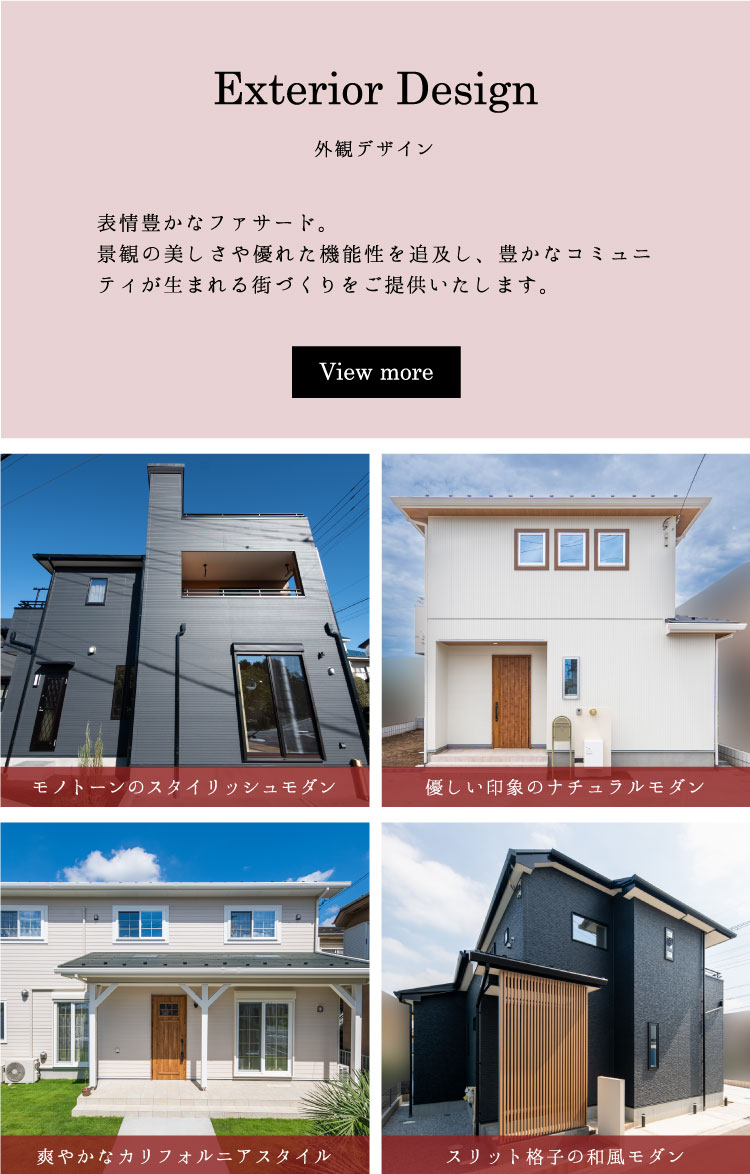 Exterior Design
外観デザイン
表情豊かなファサード。
景観の美しさや優れた機能性を追及し、豊かなコミュニ
ティが生まれる街づくりをご提供いたします。
View more
モノトーンのスタイリッシュモダン
優しい印象のナチュラルモダン
爽やかなカリフォルニアスタイル
スリット格子の和風モダン